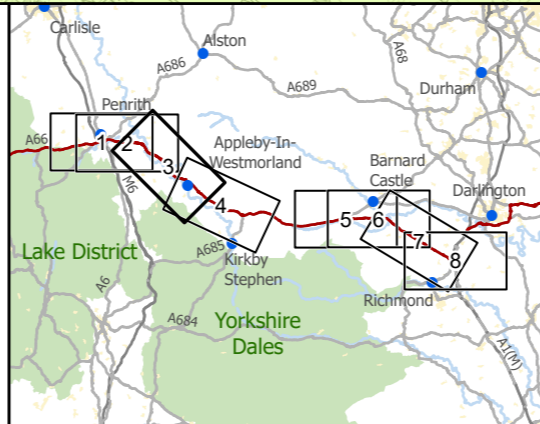 Carlisle
Alston
A68
A686
A689
Durham
Penrith
A66
1
2
3
Appleby-In-
Westmorland
Barnard
Castle
Darlington
M6
4
5
6
7
8
Lake District
A685
Kirkby
Stephen
Richmond
A6
A684
Yorkshire
Dales
A1(M)